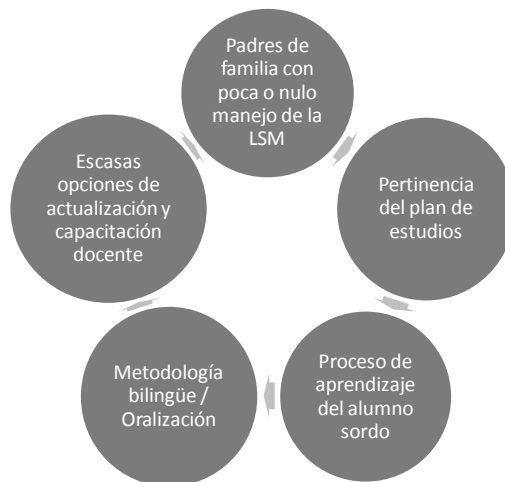 Padres de
familia con
poca o nulo
manejo de la
LSM
Pertinencia
del plan de
estudios
Proceso de
aprendizaje
del alumno
sordo
Metodología
bilingüe /
Oralización
Escasas
opciones de
actualización y
capacitación
docente